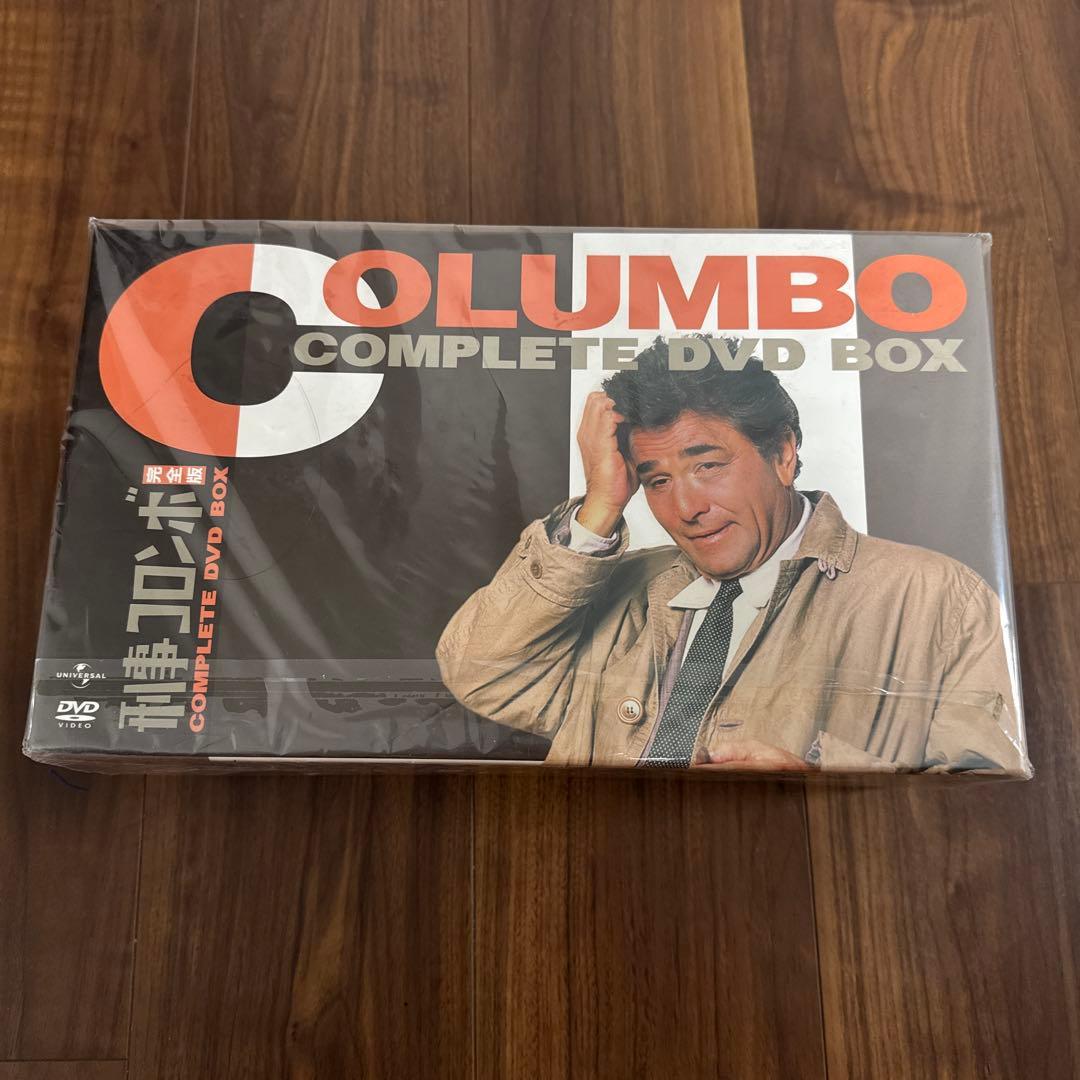 COLUMBO
COMPLETE DVD BOX
刑事コロンボ 完全版
COMPLETE DVD BOX
UNIVERSAL
DVD
VIDEO